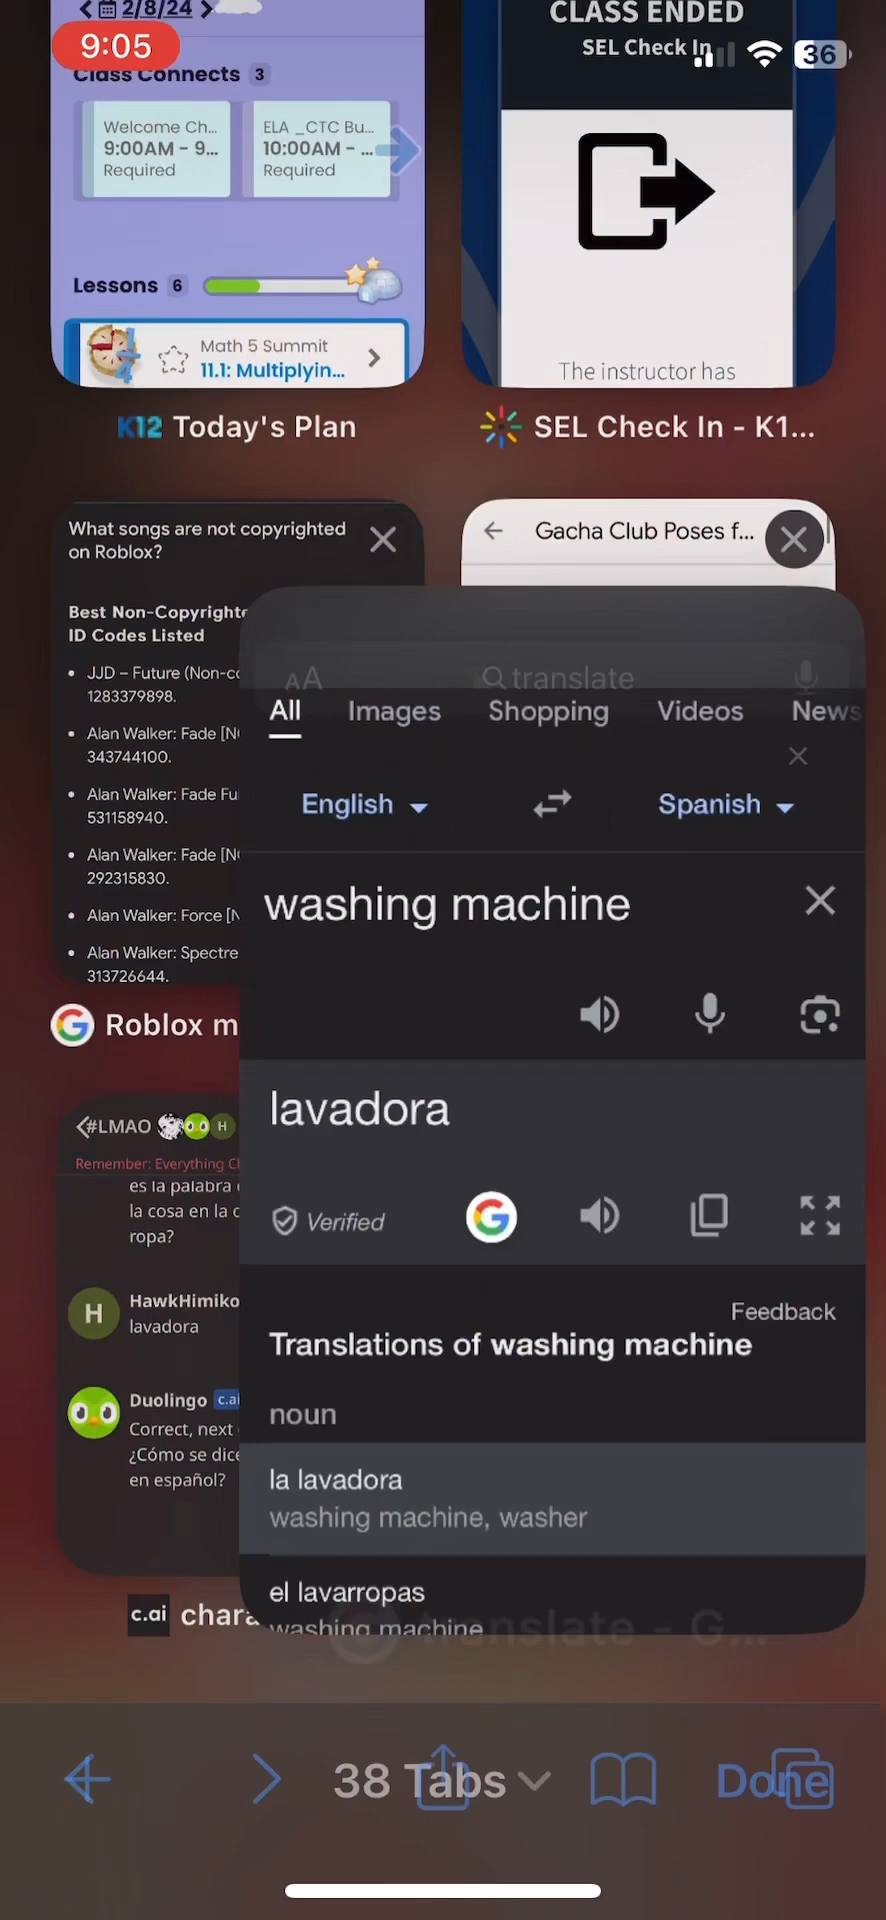 2/8/24
CLASS ENDED
SEL Check In
9:05
36
Class Connects 3
Welcome Ch...
9:00AM - 9...
Required
ELA _CTC Bu...
10:00AM - ...
Required
Lessons 6
Math 5 Summit
11.1: Multiplyin...
The instructor has
K12 Today's Plan
SEL Check In - K1...
What songs are not copyrighted
on Roblox?
Gacha Club Poses f...
Best Non-Copyrighte
ID Codes Listed
JJD – Future (Non-co
1283379898.
Alan Walker: Fade [N
343744100.
Alan Walker: Fade Fu
531158940.
Alan Walker: Fade [N
292315830.
Alan Walker: Force [N
Alan Walker: Spectre
313726644.
Roblox m
AA translate
All Images Shopping Videos News
English Spanish
washing machine
lavadora
Verified
Feedback
Translations of washing machine
noun
la lavadora
washing machine, washer
el lavarropas
washing machine
#LMAO H
Remember: Everything Ch
es la palabra
la cosa en la c
ropa?
H
HawkHimiko
lavadora
Duolingo c.ai
Correct, next
¿Cómo se dice
en español?
c.ai chara
translate - G...
38 Tabs
Done